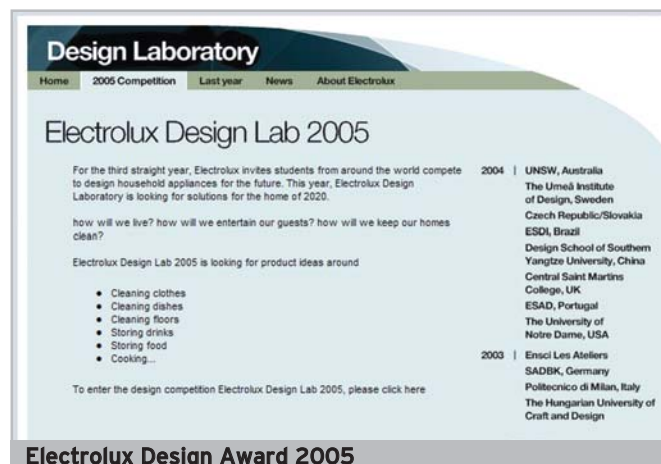 Design Laboratory
Home 2005 Competition Last year News About Electrolux
Electrolux Design Lab 2005
For the third straight year, Electrolux invites students from around the world compete
to design household appliances for the future. This year, Electrolux Design
Laboratory is looking for solutions for the home of 2020.
how will we live? how will we entertain our guests? how will we keep our homes
clean?
Electrolux Design Lab 2005 is looking for product ideas around
• Cleaning clothes
• Cleaning dishes
• Cleaning floors
• Storing drinks
• Storing food
• Cooking...
To enter the design competition Electrolux Design Lab 2005, please click here
2004 | UNSW, Australia
The Umeå Institute
of Design, Sweden
Czech Republic/Slovakia
ESDI, Brazil
Design School of Southern
Yangtze University, China
Central Saint Martins
College, UK
ESAD, Portugal
The University of
Notre Dame, USA
2003 | Ensci Les Ateliers
SADBK, Germany
Politecnico di Milan, Italy
The Hungarian University of
Craft and Design
Electrolux Design Award 2005